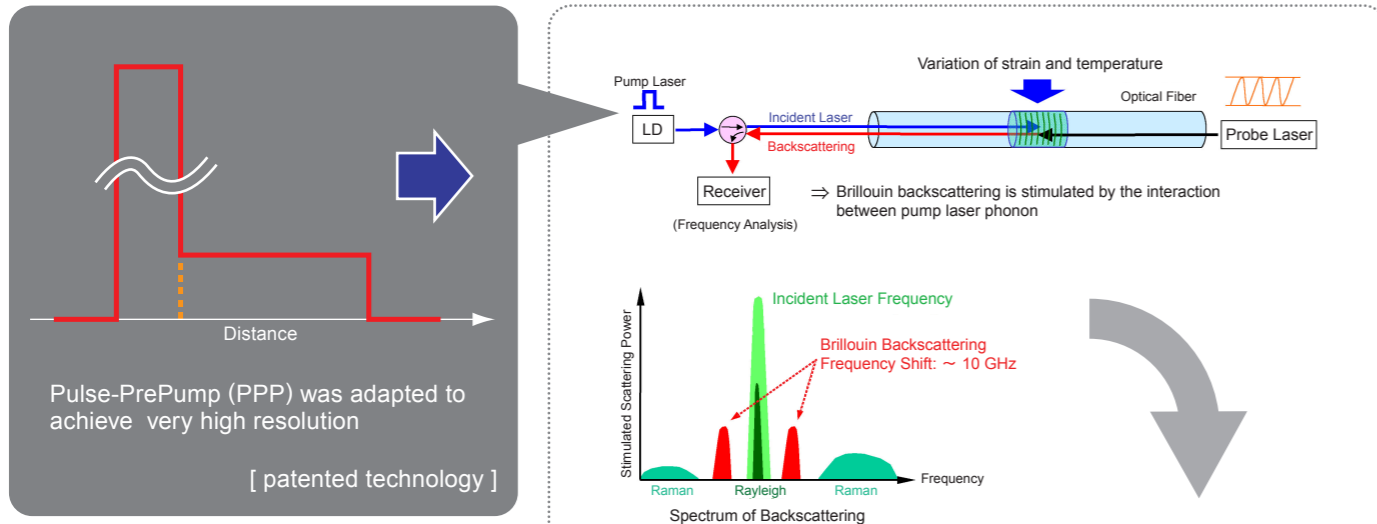 Distance
Pulse-PrePump (PPP) was adapted to
achieve very high resolution
[ patented technology ]
Variation of strain and temperature
Pump Laser
Optical Fiber
LD
Incident Laser
Backscattering
Probe Laser
Receiver
(Frequency Analysis)
⇒ Brillouin backscattering is stimulated by the interaction
between pump laser phonon
Stimulated Scattering Power
Incident Laser Frequency
Brillouin Backscattering
Frequency Shift: ~ 10 GHz
Frequency
Raman
Rayleigh
Raman
Spectrum of Backscattering